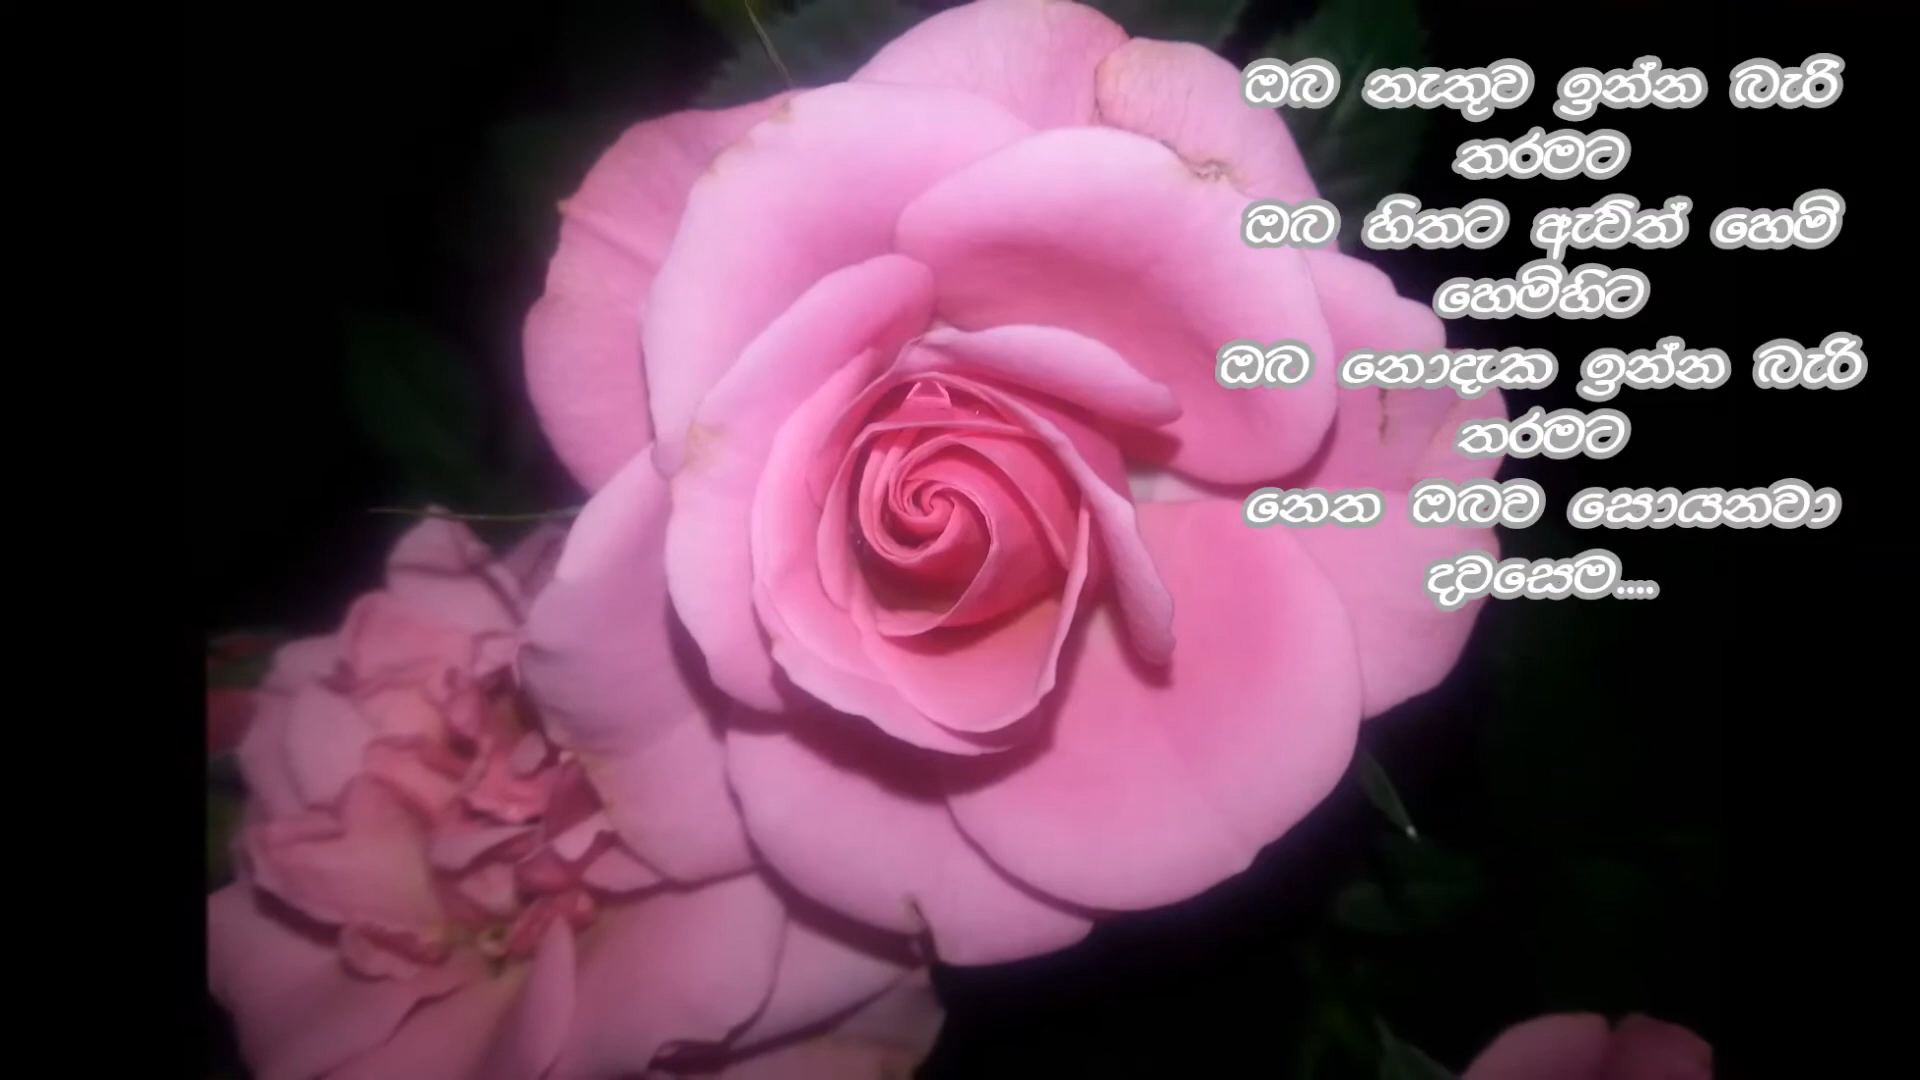 ඔබ නැතුව ඉන්න බැරි
තරමට
ඔබ හිතට ඇවිත් හෙමි
හෙමිහිට
ඔබ නොදැක ඉන්න බැරි
තරමට
නෙත ඔබව සොයනවා
දවසෙම....